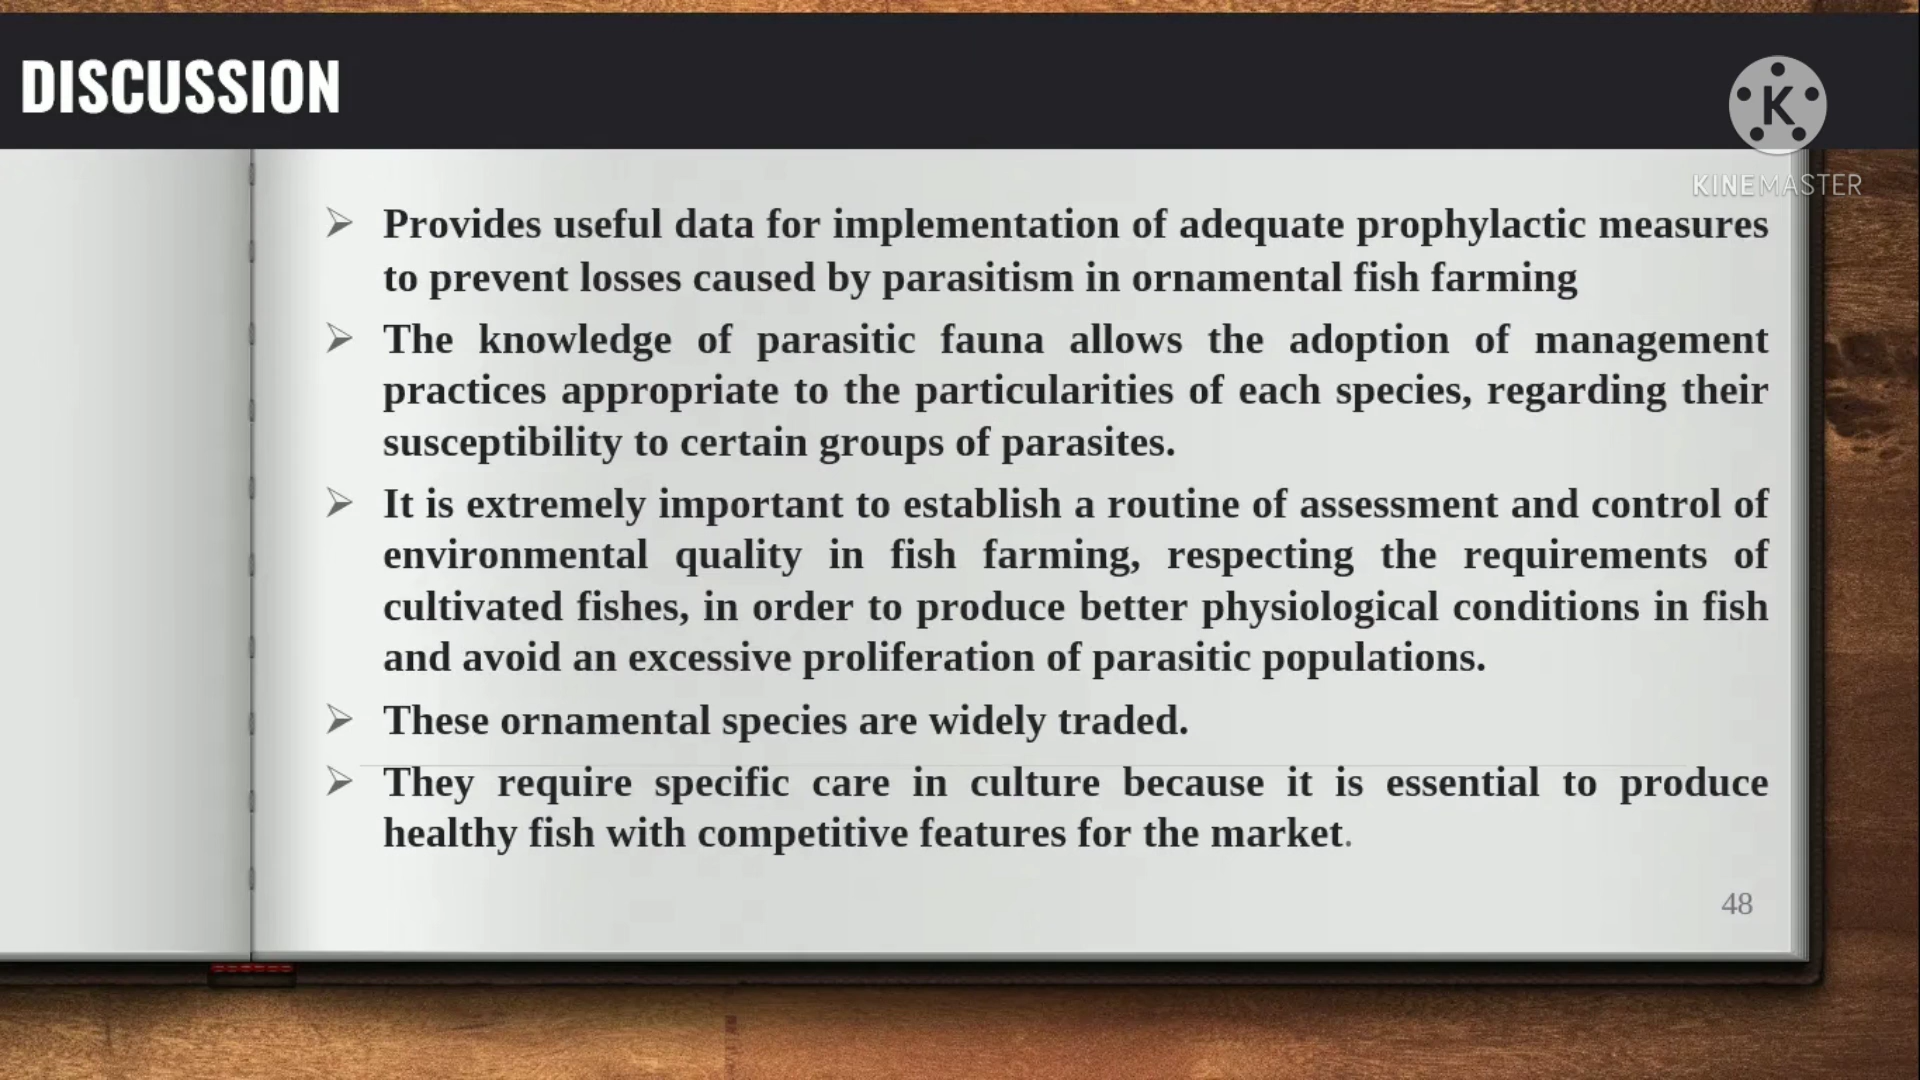 DISCUSSION
K
KINEMASTER
Provides useful data for implementation of adequate prophylactic measures
to prevent losses caused by parasitism in ornamental fish farming
The knowledge of parasitic fauna allows the adoption of management
practices appropriate to the particularities of each species, regarding their
susceptibility to certain groups of parasites.
It is extremely important to establish a routine of assessment and control of
environmental quality in fish farming, respecting the requirements of
cultivated fishes, in order to produce better physiological conditions in fish
and avoid an excessive proliferation of parasitic populations.
These ornamental species are widely traded.
They require specific care in culture because it is essential to produce
healthy fish with competitive features for the market.
48